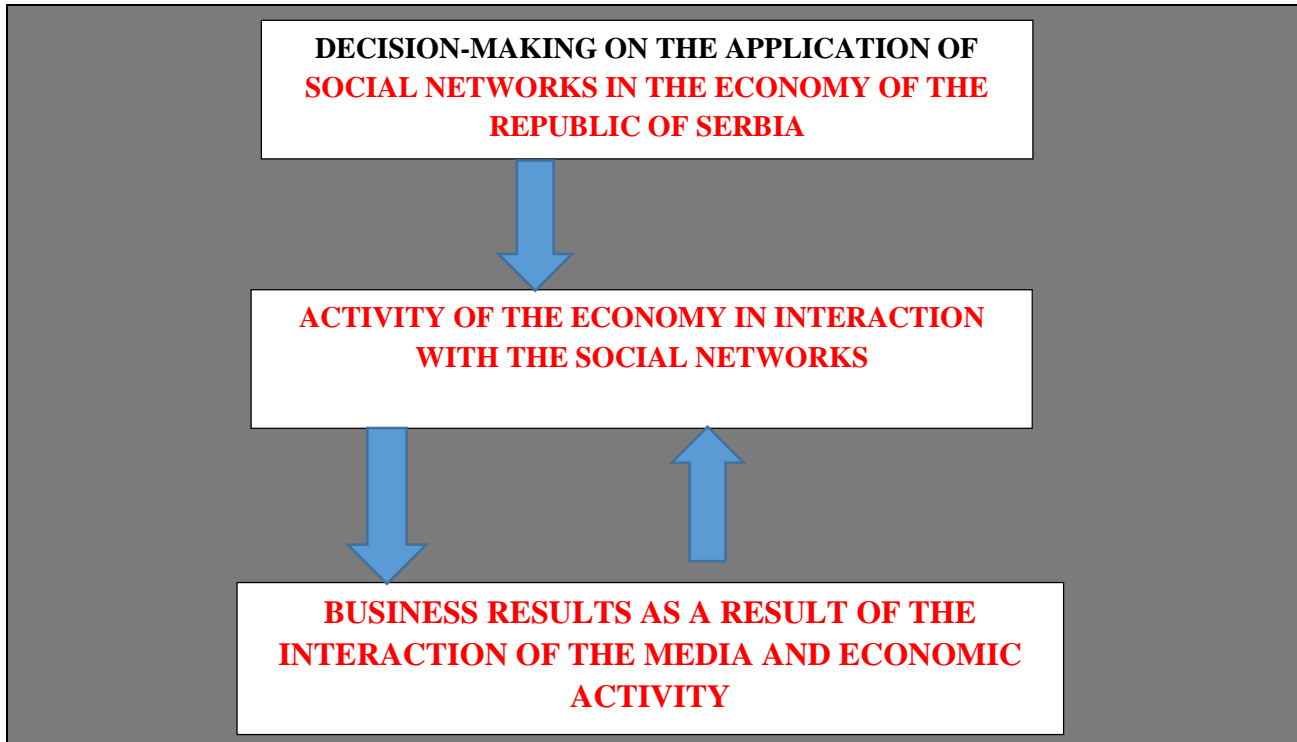 DECISION-MAKING ON THE APPLICATION OF
SOCIAL NETWORKS IN THE ECONOMY OF THE
REPUBLIC OF SERBIA
ACTIVITY OF THE ECONOMY IN INTERACTION
WITH THE SOCIAL NETWORKS
BUSINESS RESULTS AS A RESULT OF THE
INTERACTION OF THE MEDIA AND ECONOMIC
ACTIVITY